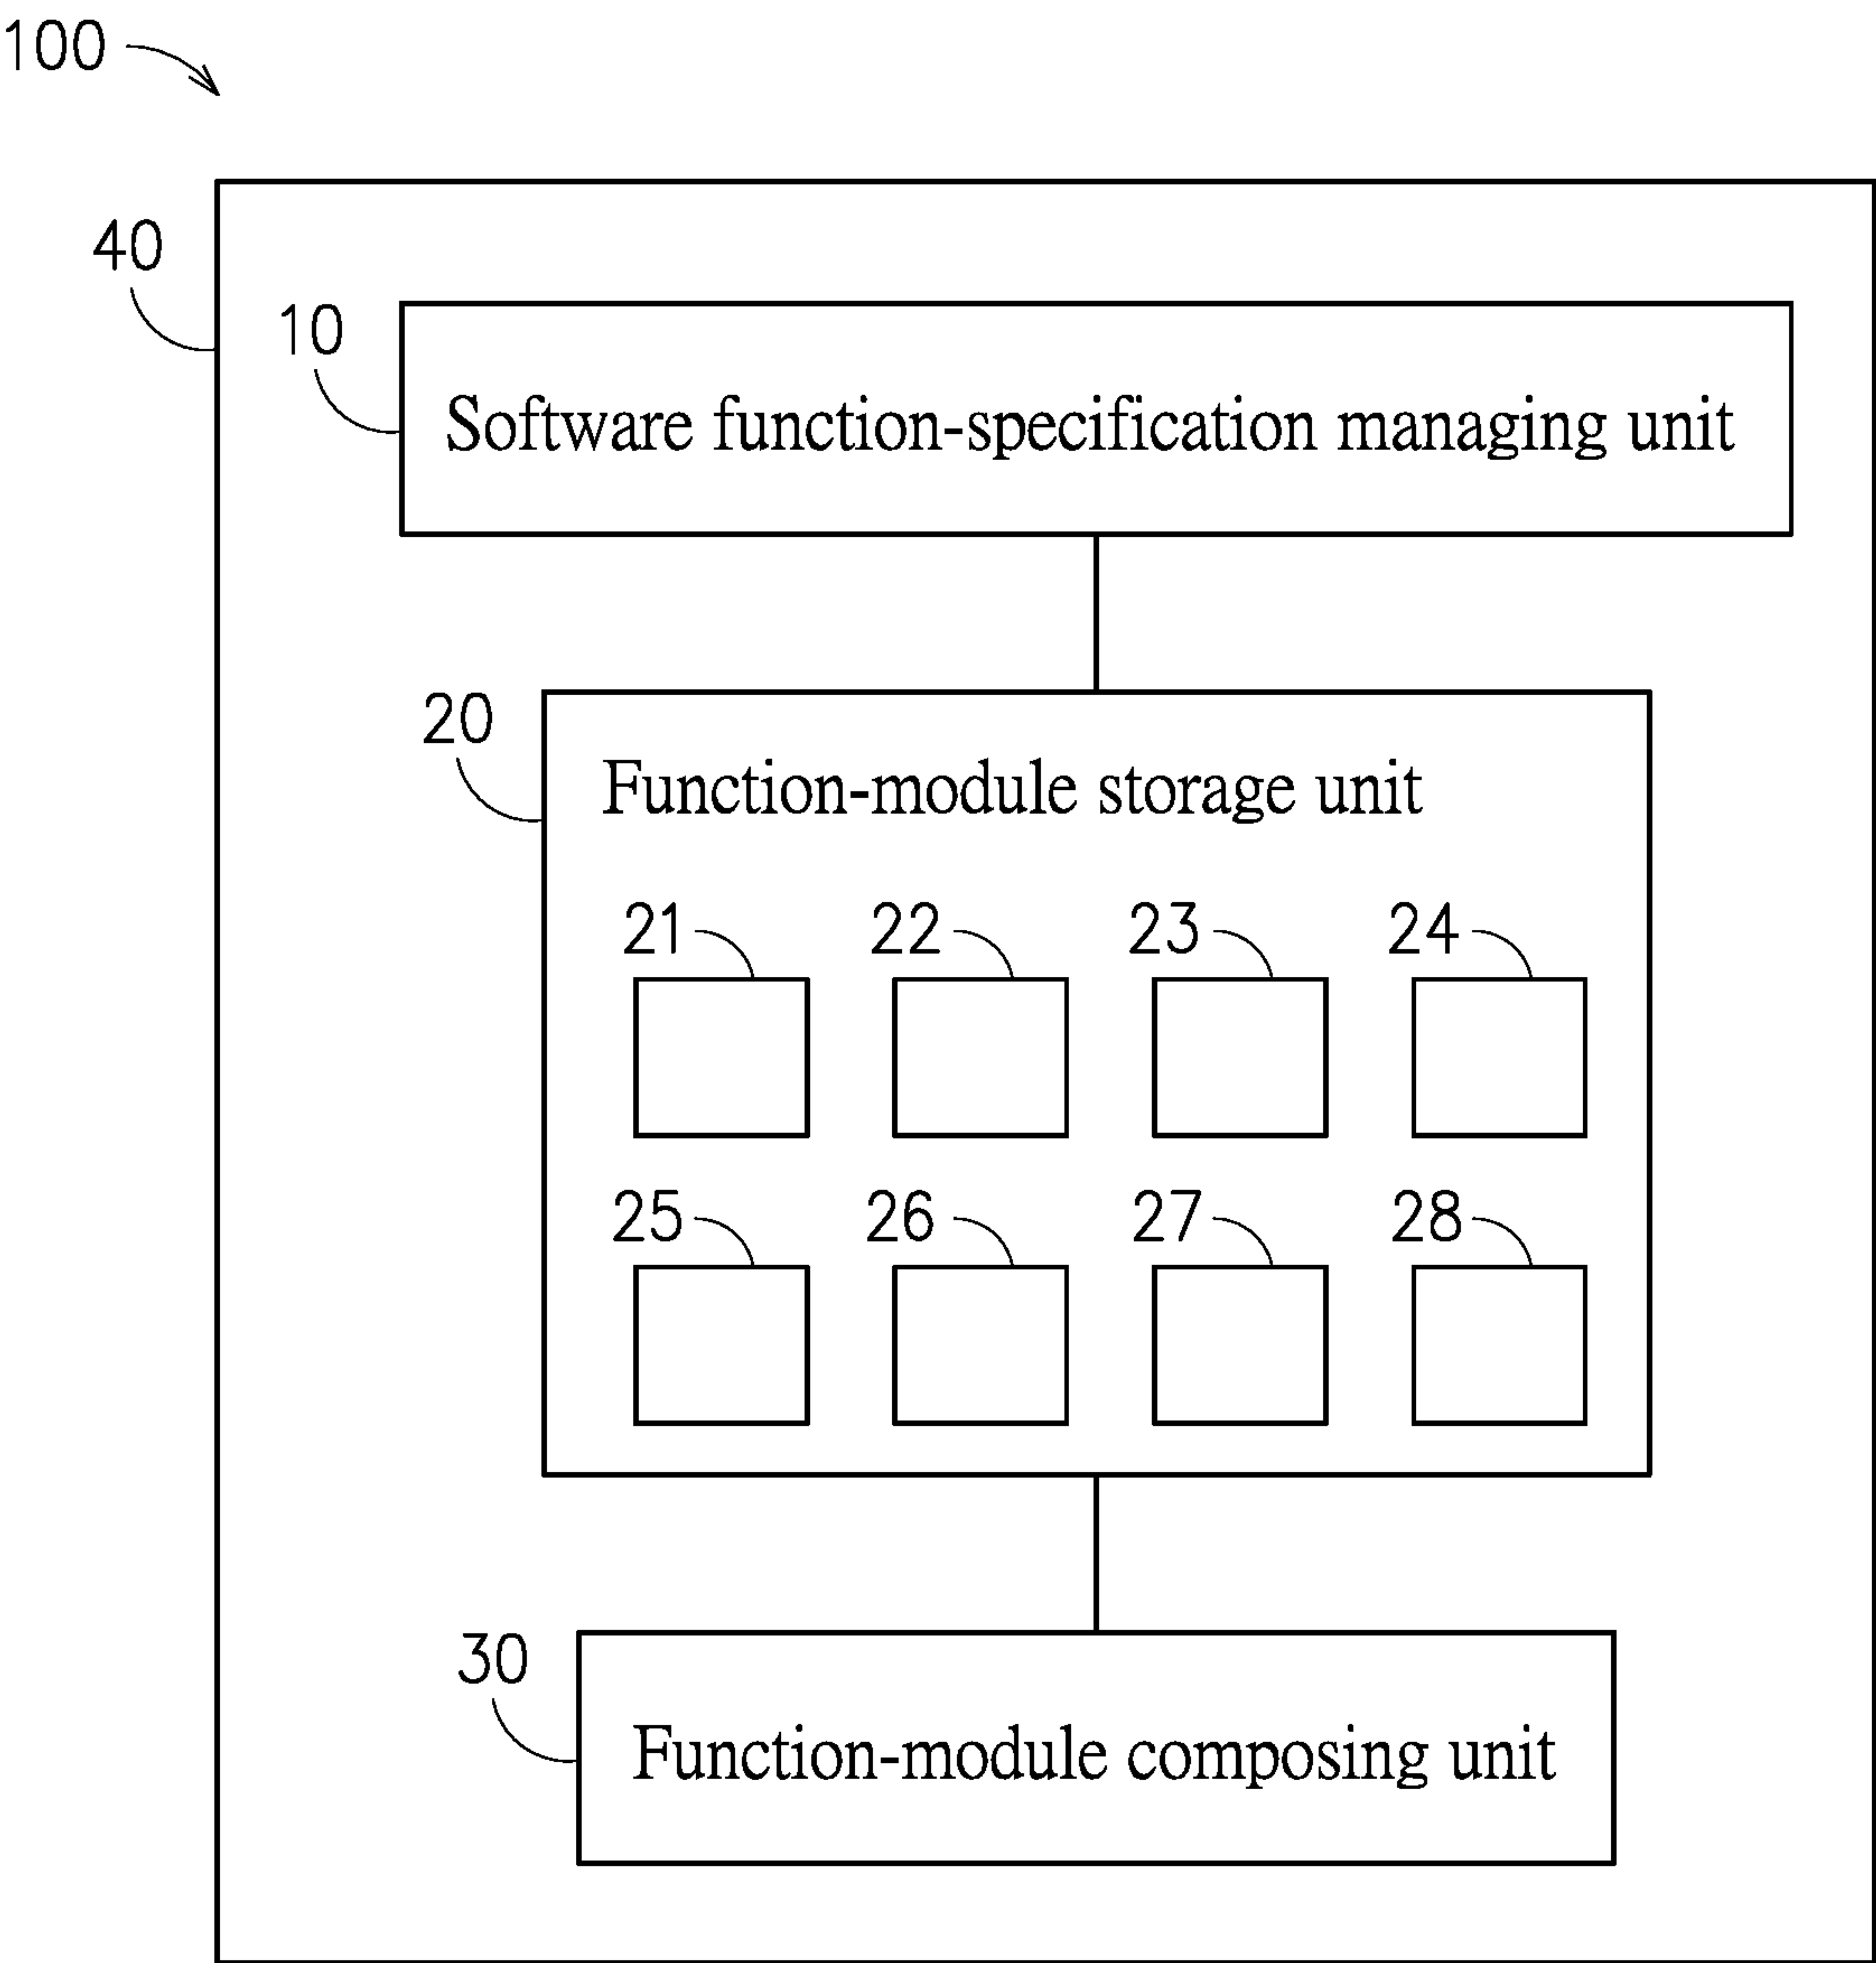 100
40
10
Software function-specification managing unit
20
Function-module storage unit
21 22 23 24
25 26 27 28
30
Function-module composing unit